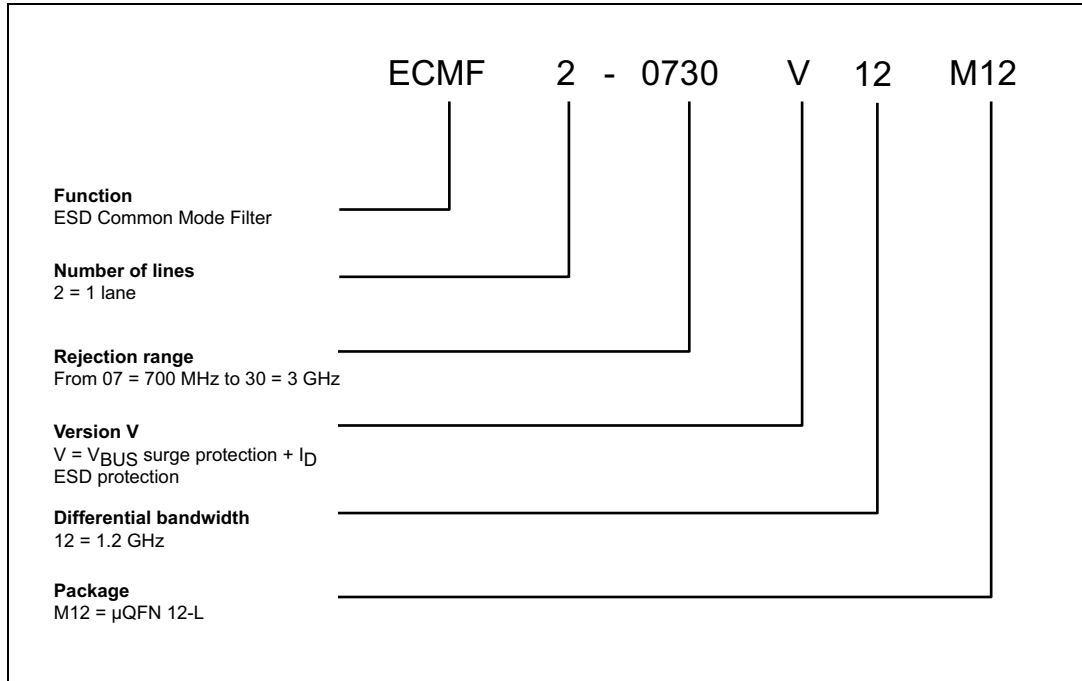 ECMF 2 - 0730 V 12 M12
Function
ESD Common Mode Filter
Number of lines
2 = 1 lane
Rejection range
From 07 = 700 MHz to 30 = 3 GHz
Version V
V = VBUS surge protection + ID
ESD protection
Differential bandwidth
12 = 1.2 GHz
Package
M12 = µQFN 12-L